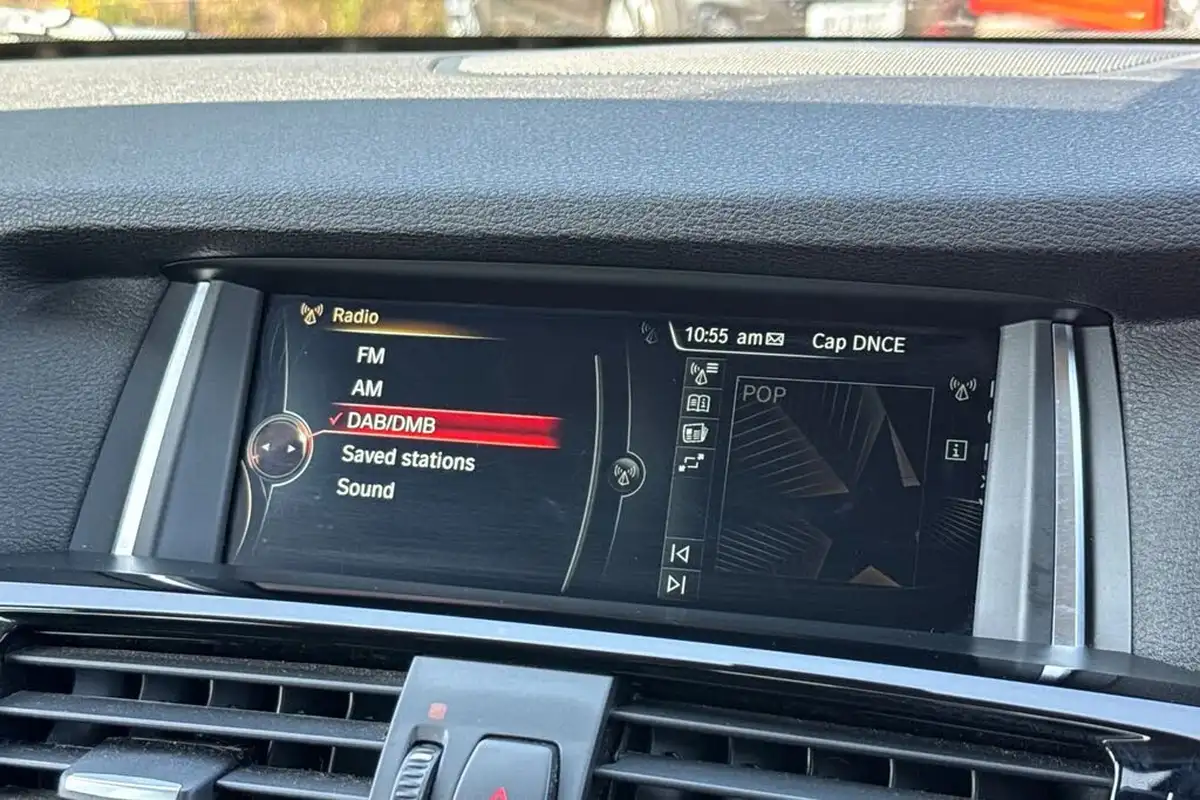 Radio
FM
AM
DAB/DMB
Saved stations
Sound
10:55 am
Cap DNCE
POP